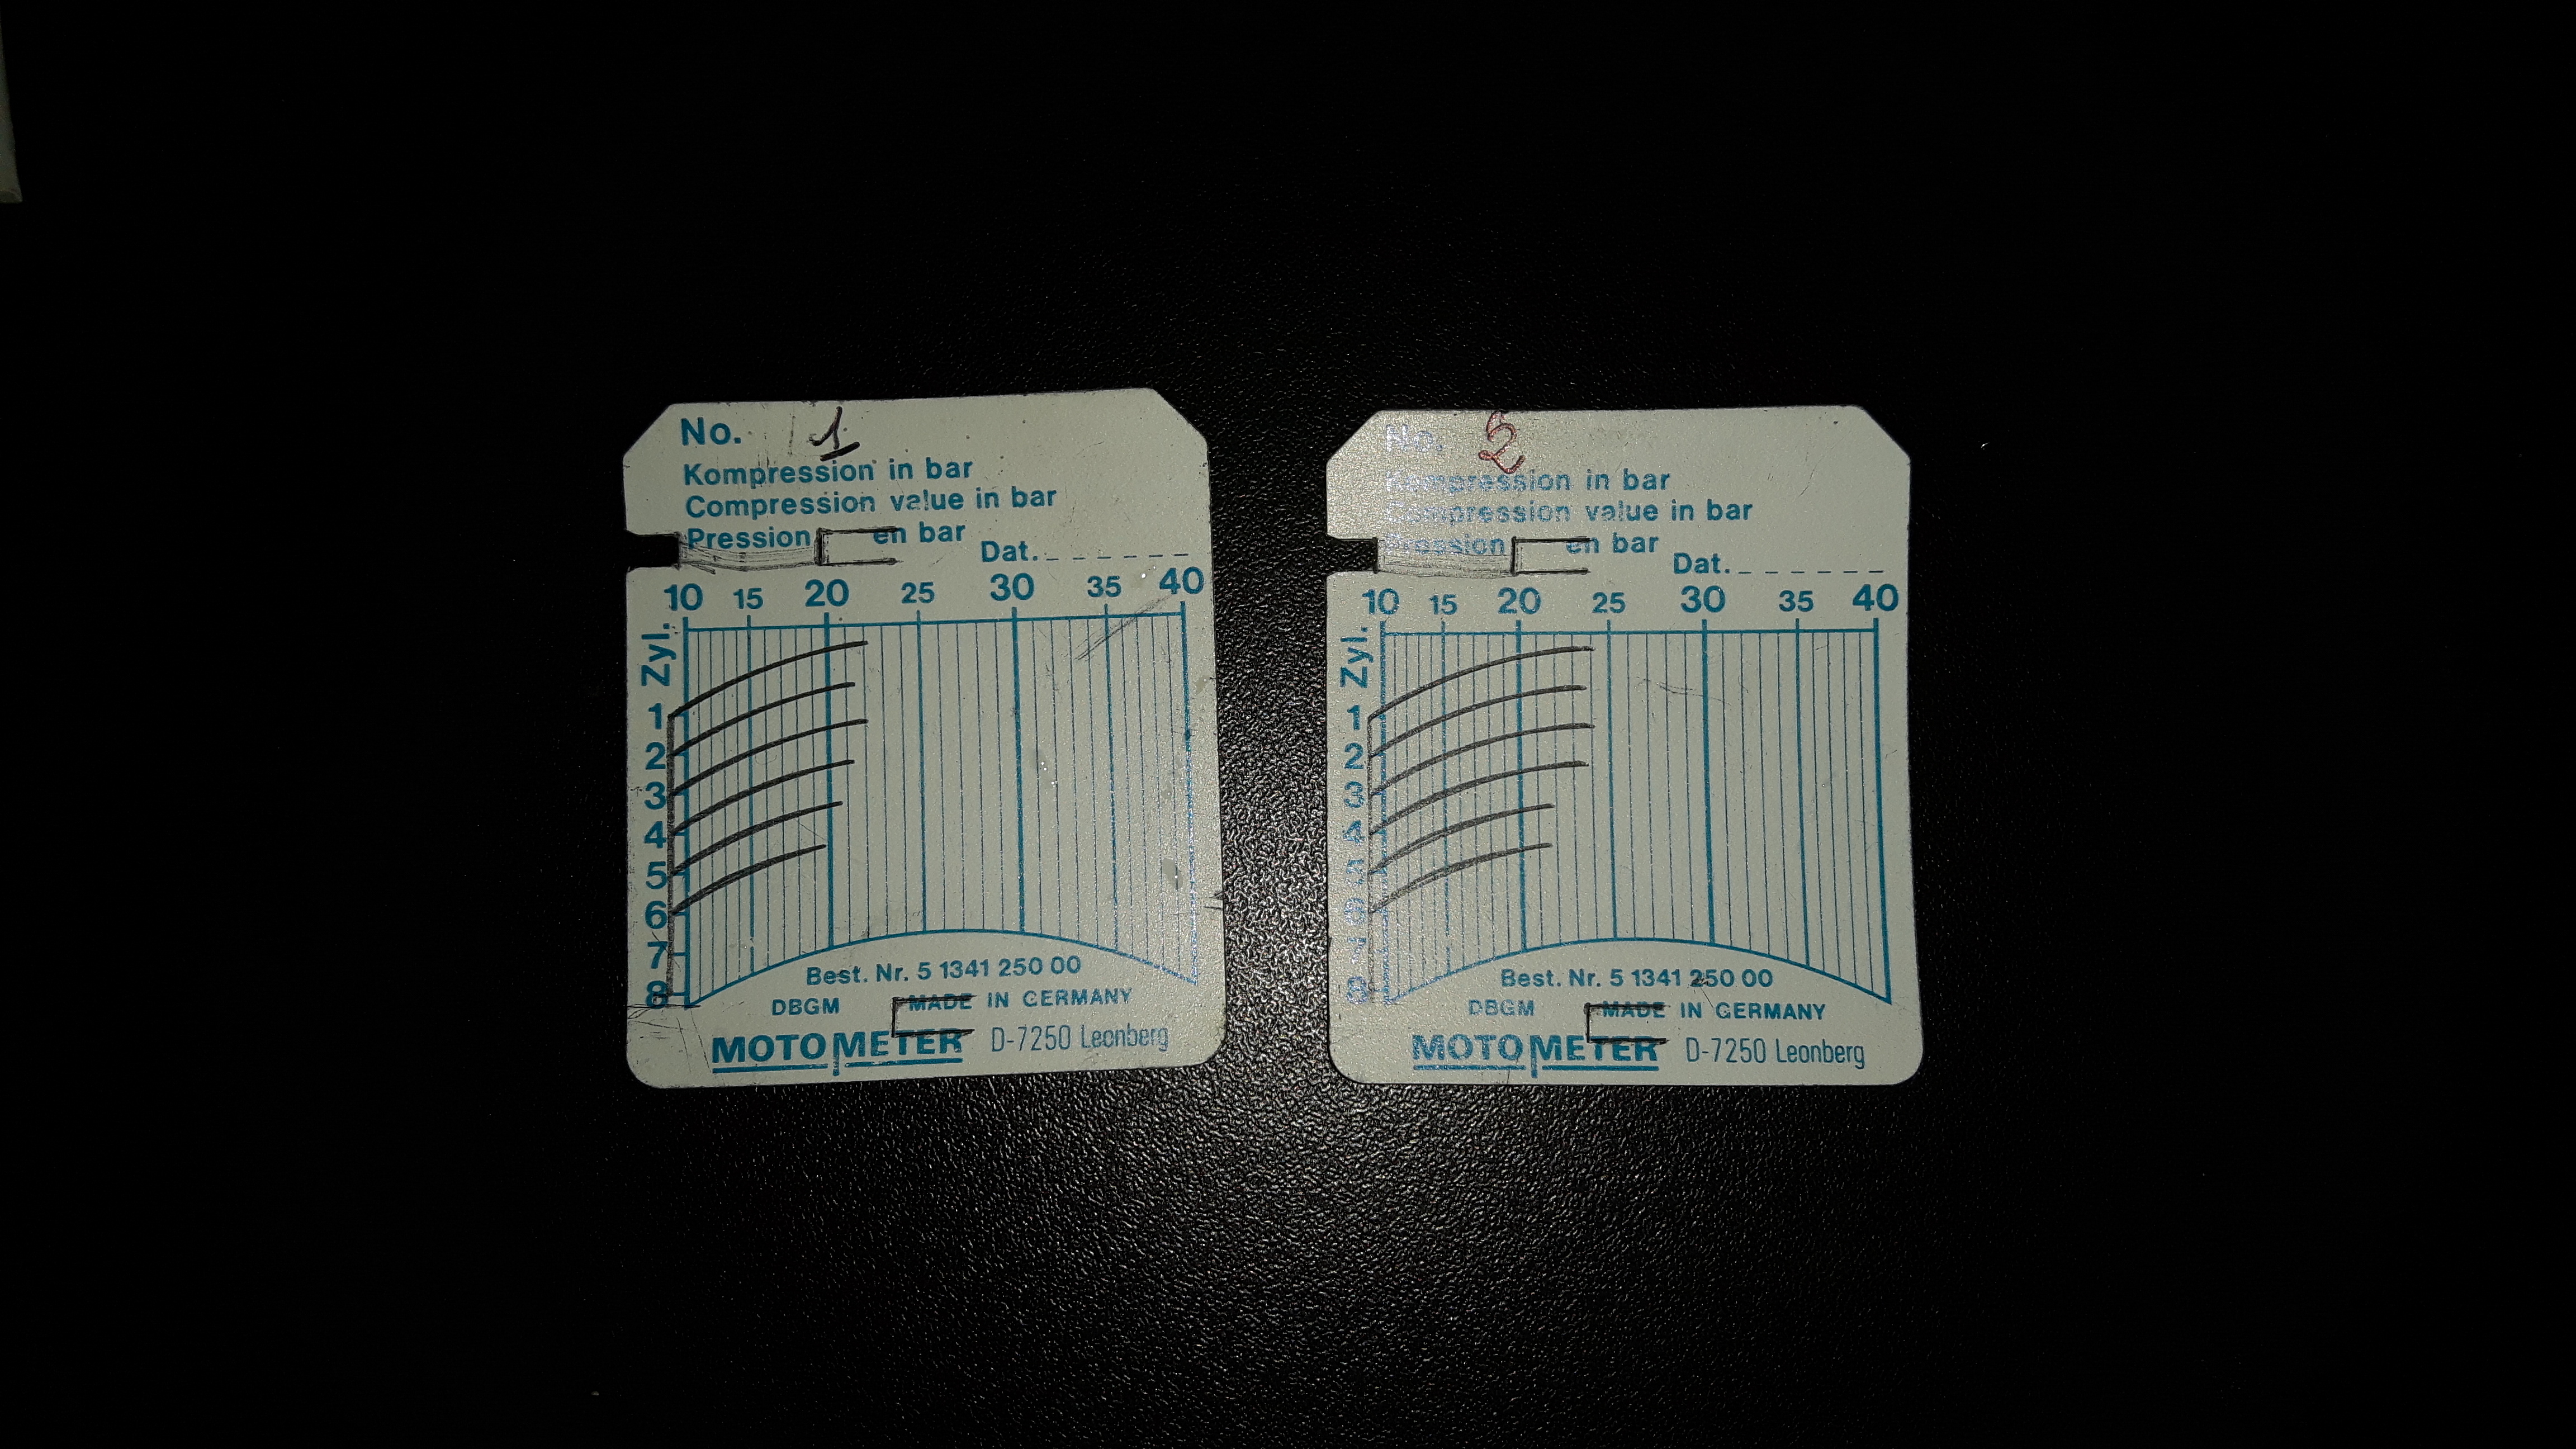 No. 1
Kompression in bar
Compression value in bar
Pression en bar
Dat.
10 15 20 25 30 35 40
Zyl.
1
2
3
4
5
6
7
8
Best. Nr. 5 1341 250 00
DBGM MADE IN GERMANY
MOTOMETER D-7250 Leonberg
No. 2
Kompression in bar
Compression value in bar
Pression en bar
Dat.
10 15 20 25 30 35 40
Zyl.
1
2
3
4
5
6
7
8
Best. Nr. 5 1341 250 00
DBGM MADE IN GERMANY
MOTOMETER D-7250 Leonberg